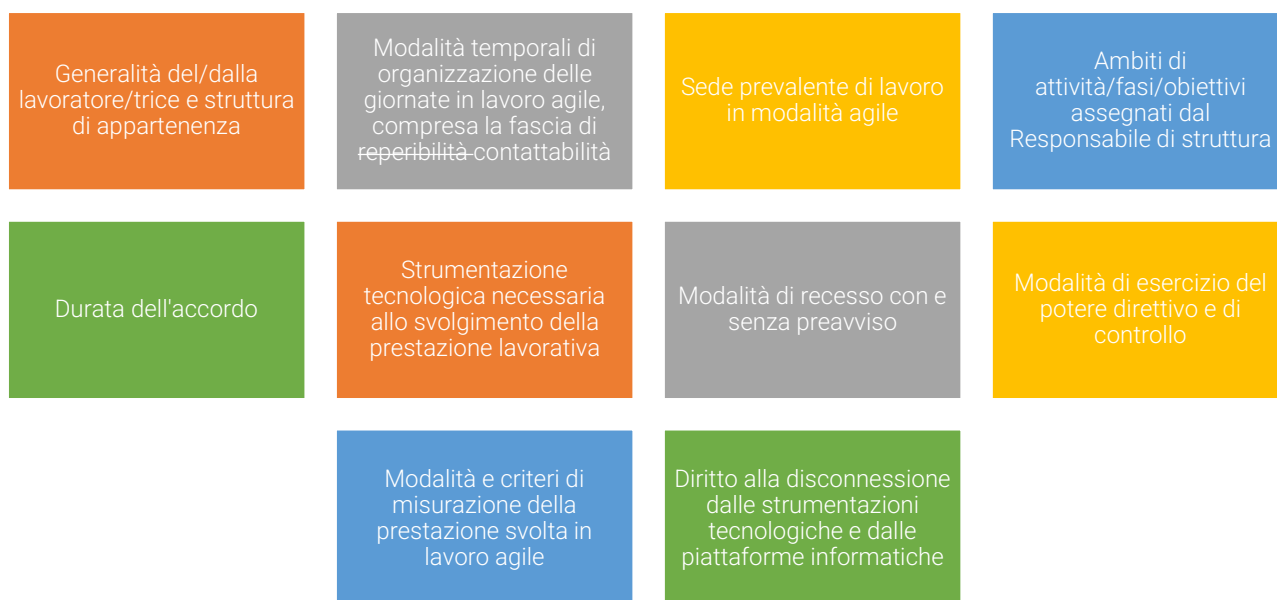 Generalità del/dalla
lavoratore/trice e struttura
di appartenenza
Modalità temporali di
organizzazione delle
giornate in lavoro agile,
compresa la fascia di
reperibilità contattabilità
Sede prevalente di lavoro
in modalità agile
Ambiti di
attività/fasi/obiettivi
assegnati dal
Responsabile di struttura
Durata dell'accordo
Strumentazione
tecnologica necessaria
allo svolgimento della
prestazione lavorativa
Modalità di recesso con e
senza preavviso
Modalità di esercizio del
potere direttivo e di
controllo
Modalità e criteri di
misurazione della
prestazione svolta in
lavoro agile
Diritto alla disconnessione
dalle strumentazioni
tecnologiche e dalle
piattaforme informatiche